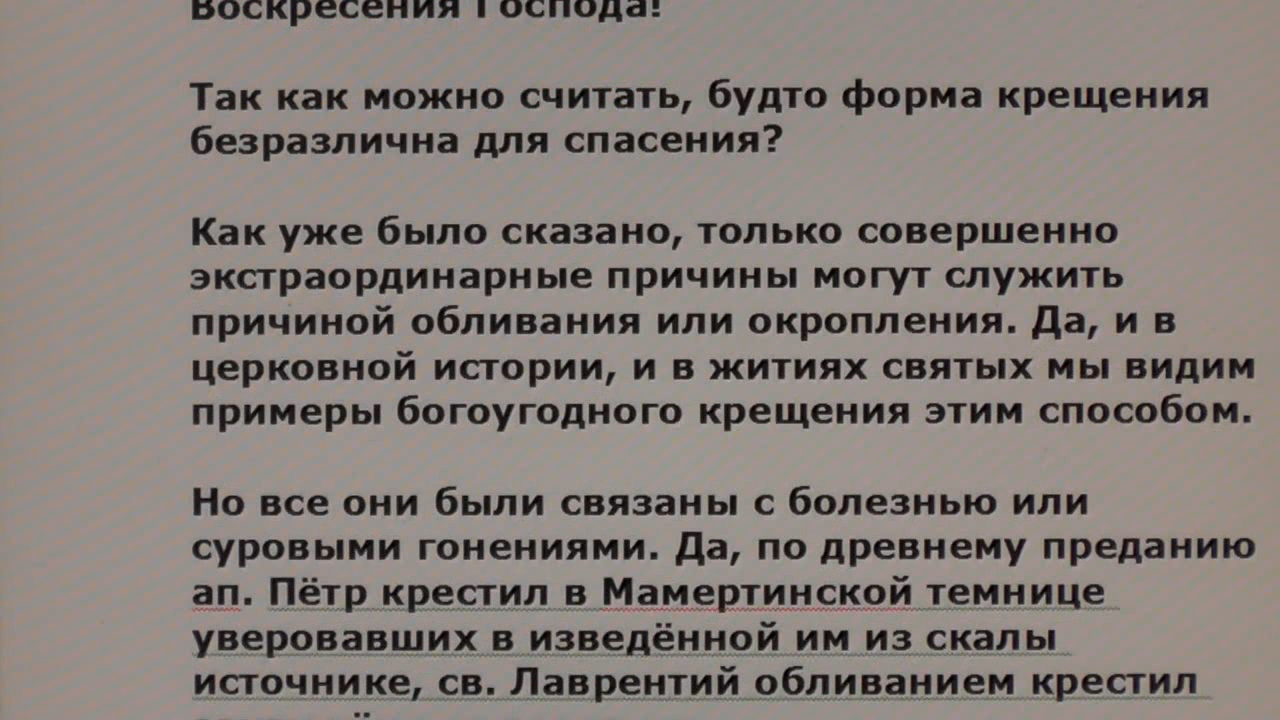 Воскресения Господа!
Так как можно считать, будто форма крещения
безразлична для спасения?
Как уже было сказано, только совершенно
экстраординарные причины могут служить
причиной обливания или окропления. Да, и в
церковной истории, и в житиях святых мы видим
примеры богоугодного крещения этим способом.
Но все они были связаны с болезнью или
суровыми гонениями. Да, по древнему преданию
ап. Пётр крестил в Мамертинской темнице
уверовавших в изведённой им из скалы
источнике, св. Лаврентий обливанием крестил